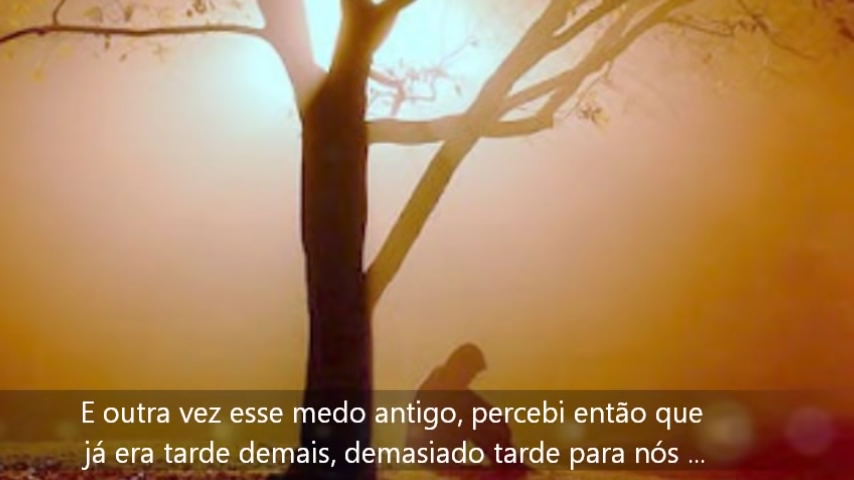 E outra vez esse medo antigo, percebi então que
já era tarde demais, demasiado tarde para nós ...